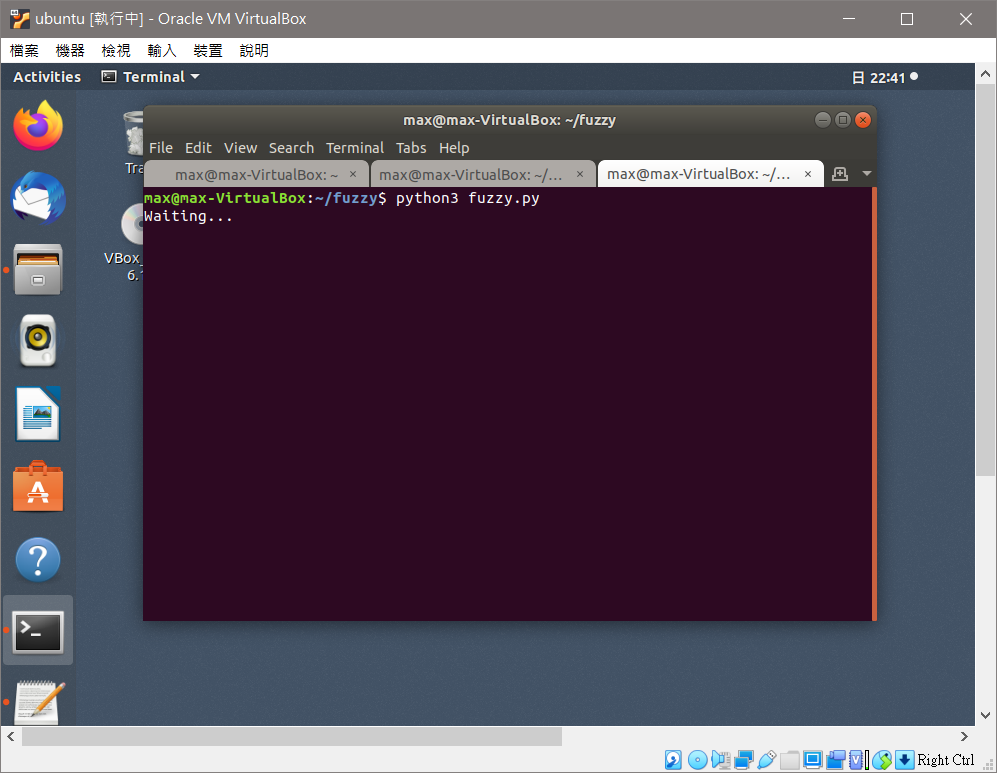 ubuntu [執行中] - Oracle VM VirtualBox
檔案 機器 檢視 輸入 裝置 說明
Activities Terminal 日 22:41
max@max-VirtualBox: ~/fuzzy
File Edit View Search Terminal Tabs Help
max@max-VirtualBox: ~ × max@max-VirtualBox: ~/... × max@max-VirtualBox: ~/... ×
max@max-VirtualBox:~/fuzzy$ python3 fuzzy.py
Waiting...
Tra
VBox_
6.1
Right Ctrl